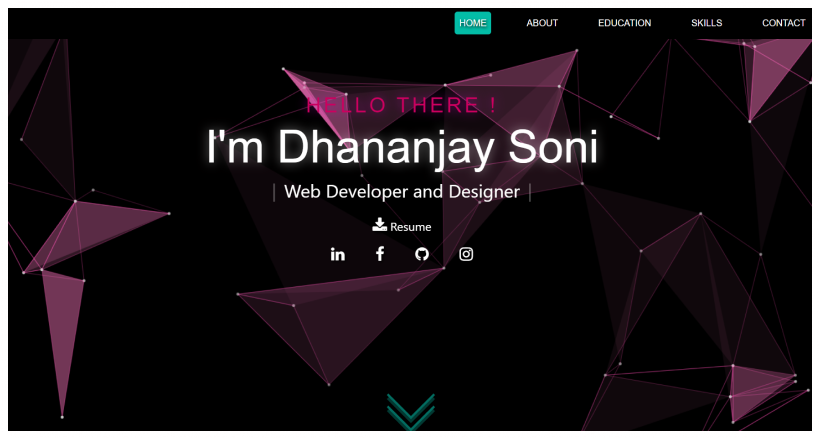 HOME ABOUT EDUCATION SKILLS CONTACT
HELLO THERE !
I'm Dhananjay Soni
| Web Developer and Designer |
Resume